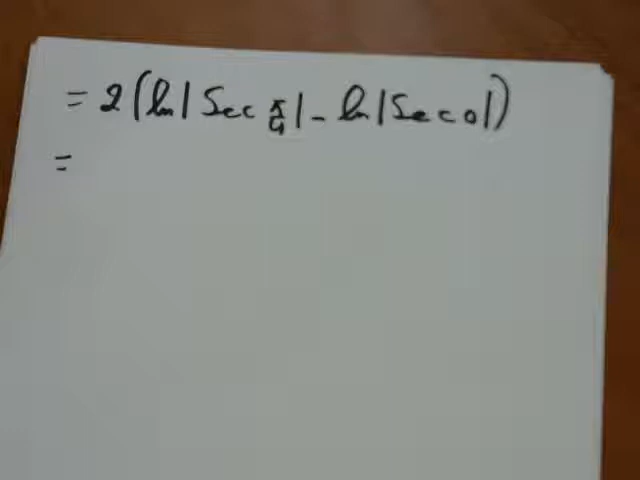 = 2 (ln | Sec π/4 | - ln | Sec 0 | )
=